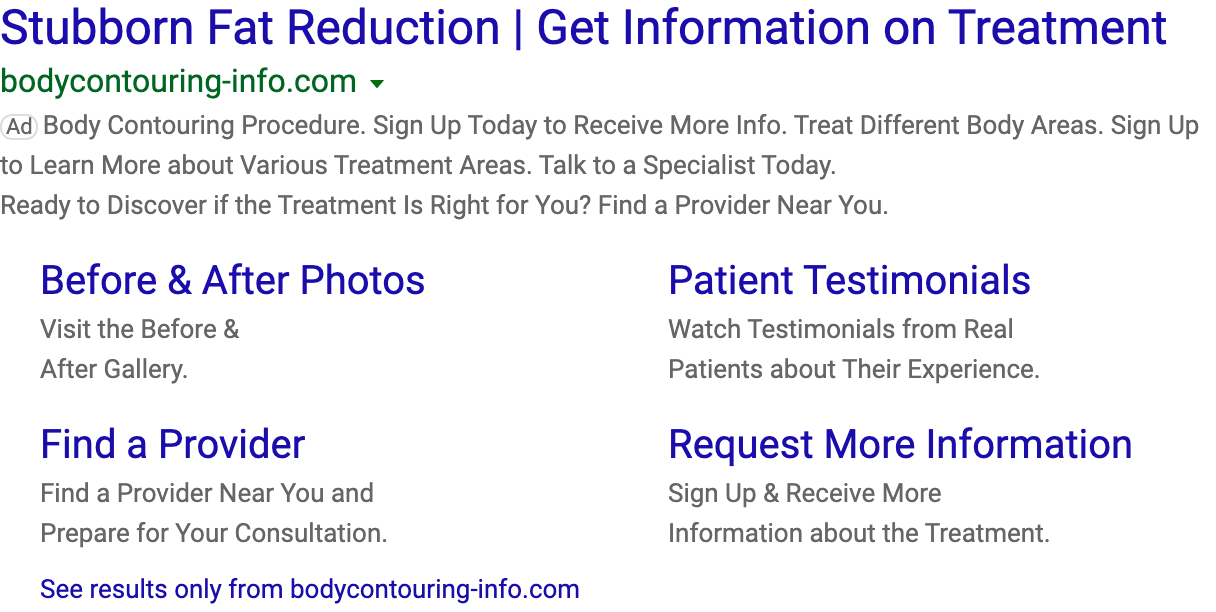 Stubborn Fat Reduction | Get Information on Treatment
bodycontouring-info.com
Ad Body Contouring Procedure. Sign Up Today to Receive More Info. Treat Different Body Areas. Sign Up
to Learn More about Various Treatment Areas. Talk to a Specialist Today.
Ready to Discover if the Treatment Is Right for You? Find a Provider Near You.
Before & After Photos
Visit the Before &
After Gallery.
Patient Testimonials
Watch Testimonials from Real
Patients about Their Experience.
Find a Provider
Find a Provider Near You and
Prepare for Your Consultation.
Request More Information
Sign Up & Receive More
Information about the Treatment.
See results only from bodycontouring-info.com